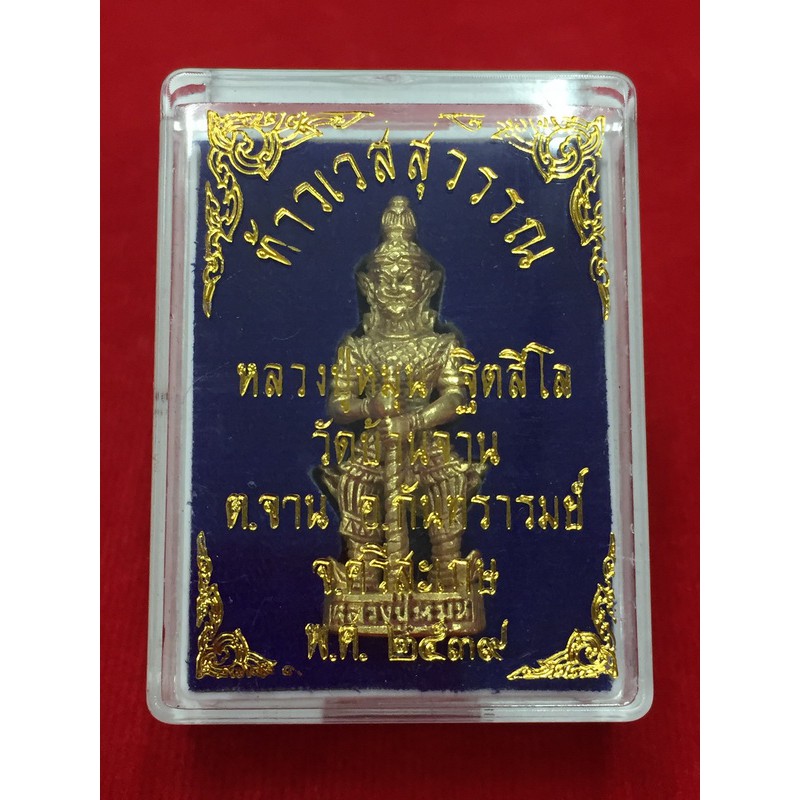 ท้าวเวสสุวรรณ
หลวงปู่หมุน ฐิตสีโล
วัดบ้านจาน
ต.จาน อ.กันทรารมย์
จ.ศรีสะเกษ
หลวงปู่หมุน
พ.ศ. ๒๕๓๙